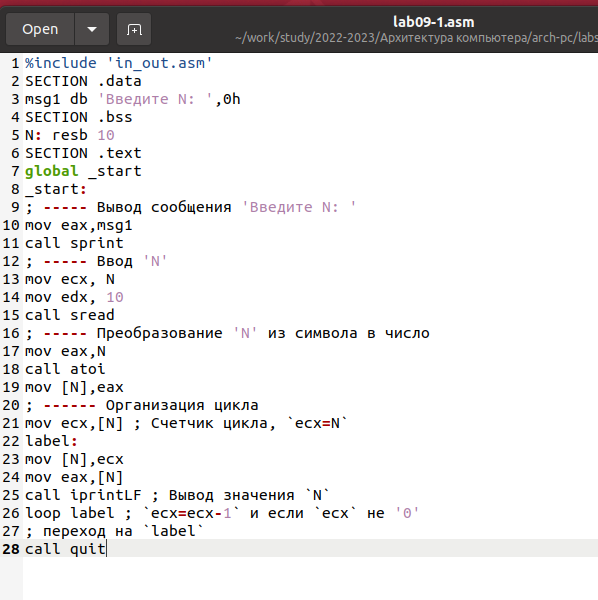 Open
lab09-1.asm
~/work/study/2022-2023/Архитектура компьютера/arch-pc/labs
1 %include 'in_out.asm'
2 SECTION .data
3 msg1 db 'Введите N: ',0h
4 SECTION .bss
5 N: resb 10
6 SECTION .text
7 global _start
8 _start:
9 ; ----- Вывод сообщения 'Введите N: '
10 mov eax,msg1
11 call sprint
12 ; ----- Ввод 'N'
13 mov ecx, N
14 mov edx, 10
15 call sread
16 ; ----- Преобразование 'N' из символа в число
17 mov eax,N
18 call atoi
19 mov [N],eax
20 ; ------ Организация цикла
21 mov ecx,[N] ; Счетчик цикла, `ecx=N`
22 label:
23 mov [N],ecx
24 mov eax,[N]
25 call iprintLF ; Вывод значения `N`
26 loop label ; `ecx=ecx-1` и если `ecx` не '0'
27 ; переход на `label`
28 call quit